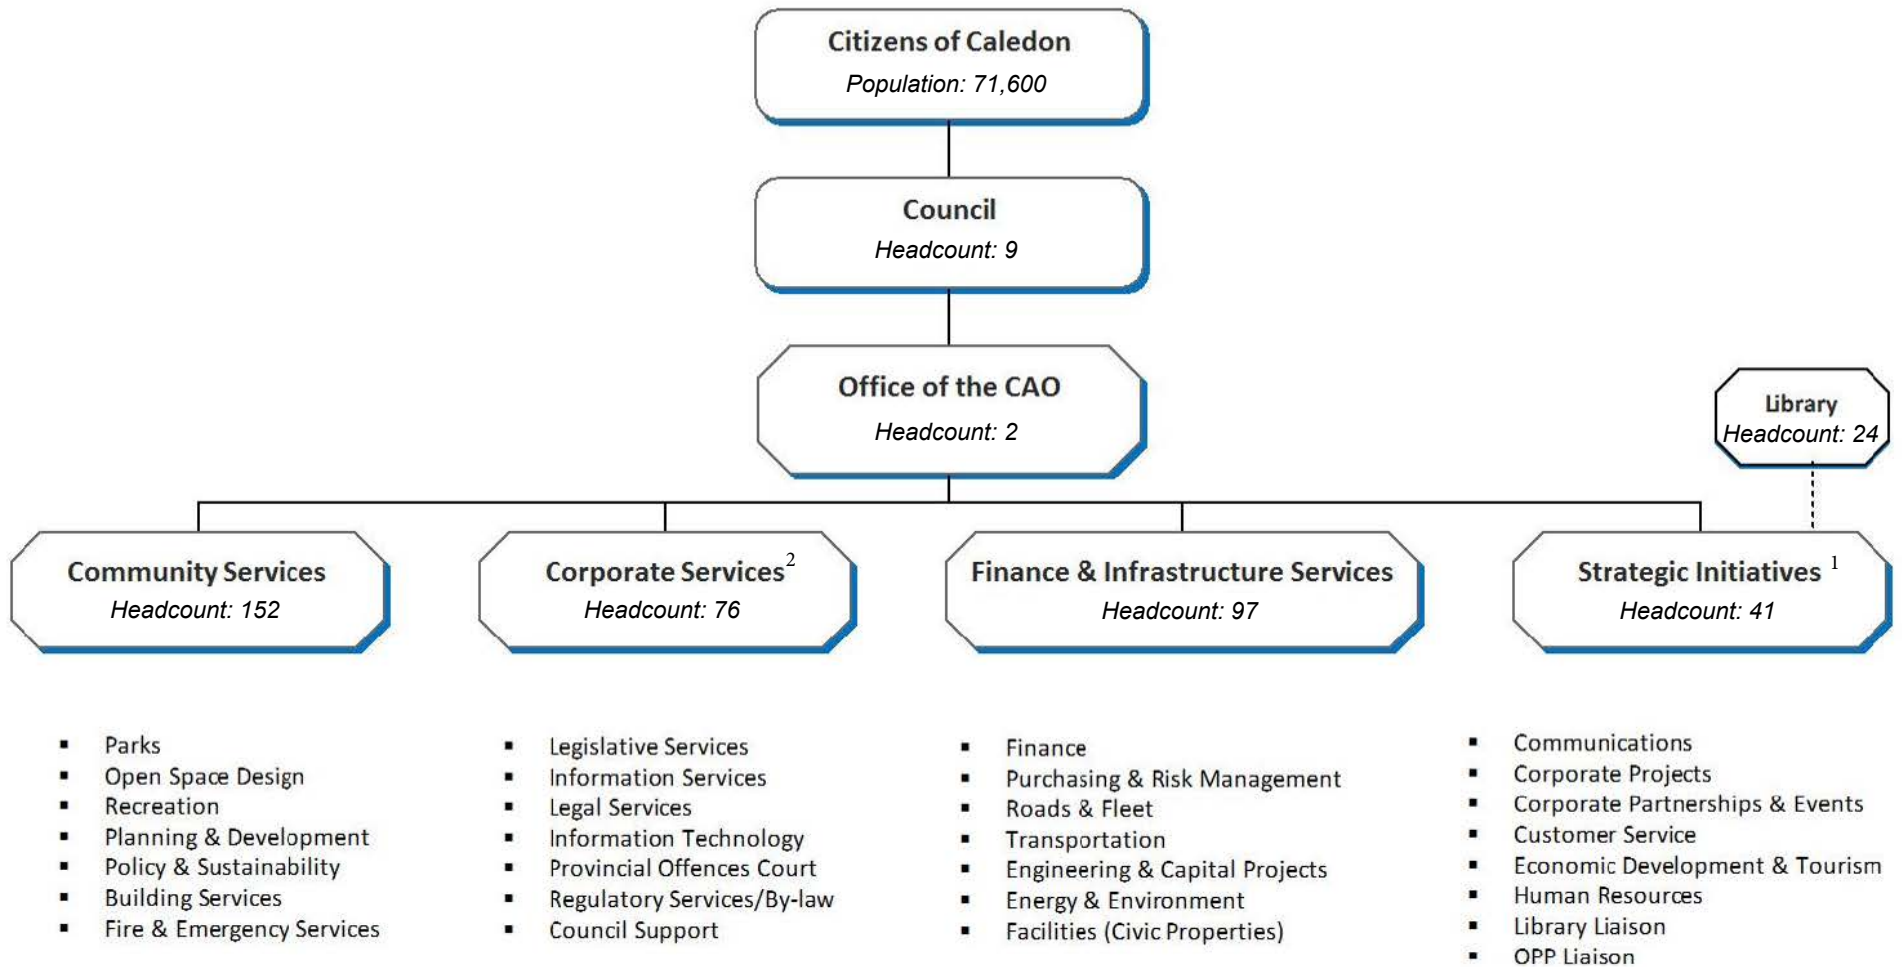 Citizens of Caledon
Population: 71,600
Council
Headcount: 9
Office of the CAO
Headcount: 2
Library
Headcount: 24
Community Services
Headcount: 152
Corporate Services2
Headcount: 76
Finance & Infrastructure Services
Headcount: 97
Strategic Initiatives 1
Headcount: 41
▪ Parks
▪ Open Space Design
▪ Recreation
▪ Planning & Development
▪ Policy & Sustainability
▪ Building Services
▪ Fire & Emergency Services
▪ Legislative Services
▪ Information Services
▪ Legal Services
▪ Information Technology
▪ Provincial Offences Court
▪ Regulatory Services/By-law
▪ Council Support
▪ Finance
▪ Purchasing & Risk Management
▪ Roads & Fleet
▪ Transportation
▪ Engineering & Capital Projects
▪ Energy & Environment
▪ Facilities (Civic Properties)
▪ Communications
▪ Corporate Projects
▪ Corporate Partnerships & Events
▪ Customer Service
▪ Economic Development & Tourism
▪ Human Resources
▪ Library Liaison
▪ OPP Liaison